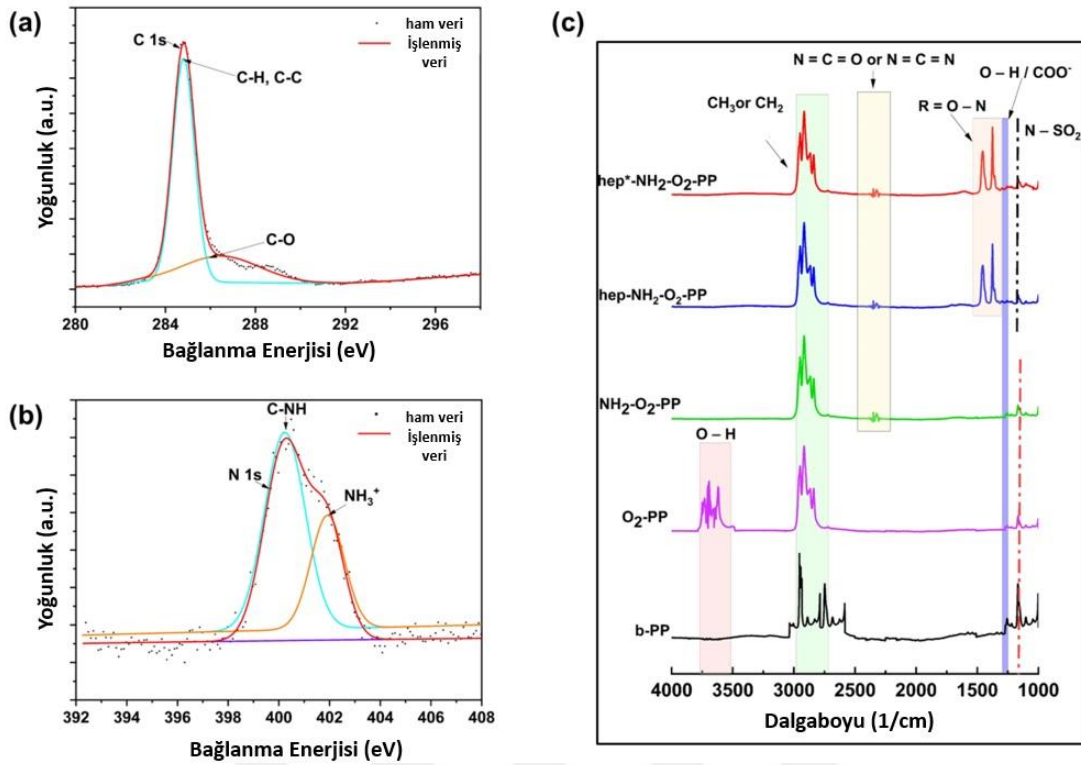 (a)
ham veri
İşlenmiş
veri
C 1s
C-H, C-C
C-O
Yoğunluk (a.u.)
280 284 288 292 296
Bağlanma Enerjisi (eV)
(b)
C-NH
ham veri
İşlenmiş
veri
N 1s
NH₃⁺
Yoğunluk (a.u.)
392 394 396 398 400 402 404 406 408
Bağlanma Enerjisi (eV)
(c)
N = C = O or N = C = N
O – H / COO⁻
CH₃or CH₂
R = O – N
N – SO₂
hep*-NH₂-O₂-PP
hep-NH₂-O₂-PP
NH₂-O₂-PP
O – H
O₂-PP
b-PP
4000 3500 3000 2500 2000 1500 1000
Dalgaboyu (1/cm)